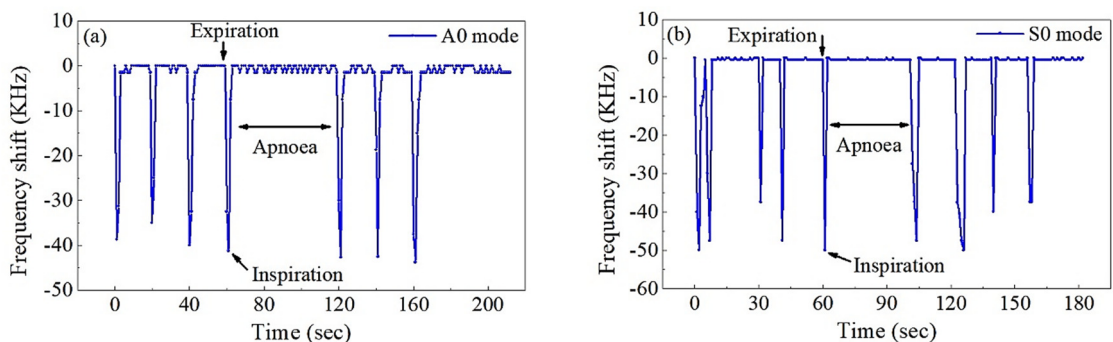 (a)
A0 mode
Expiration
Apnoea
Inspiration
Frequency shift (KHz)
10
0
-10
-20
-30
-40
-50
0 40 80 120 160 200
Time (sec)
(b)
S0 mode
Expiration
Apnoea
Inspiration
Frequency shift (KHz)
10
0
-10
-20
-30
-40
-50
-60
0 30 60 90 120 150 180
Time (sec)